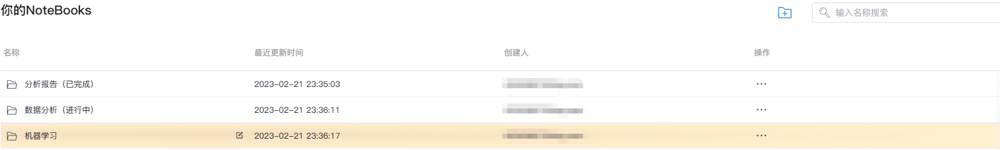 你的NoteBooks
输入名称搜索
名称 最近更新时间 创建人 操作
分析报告（已完成） 2023-02-21 23:35:03 ···
数据分析（进行中） 2023-02-21 23:36:11 ···
机器学习 2023-02-21 23:36:17 ···